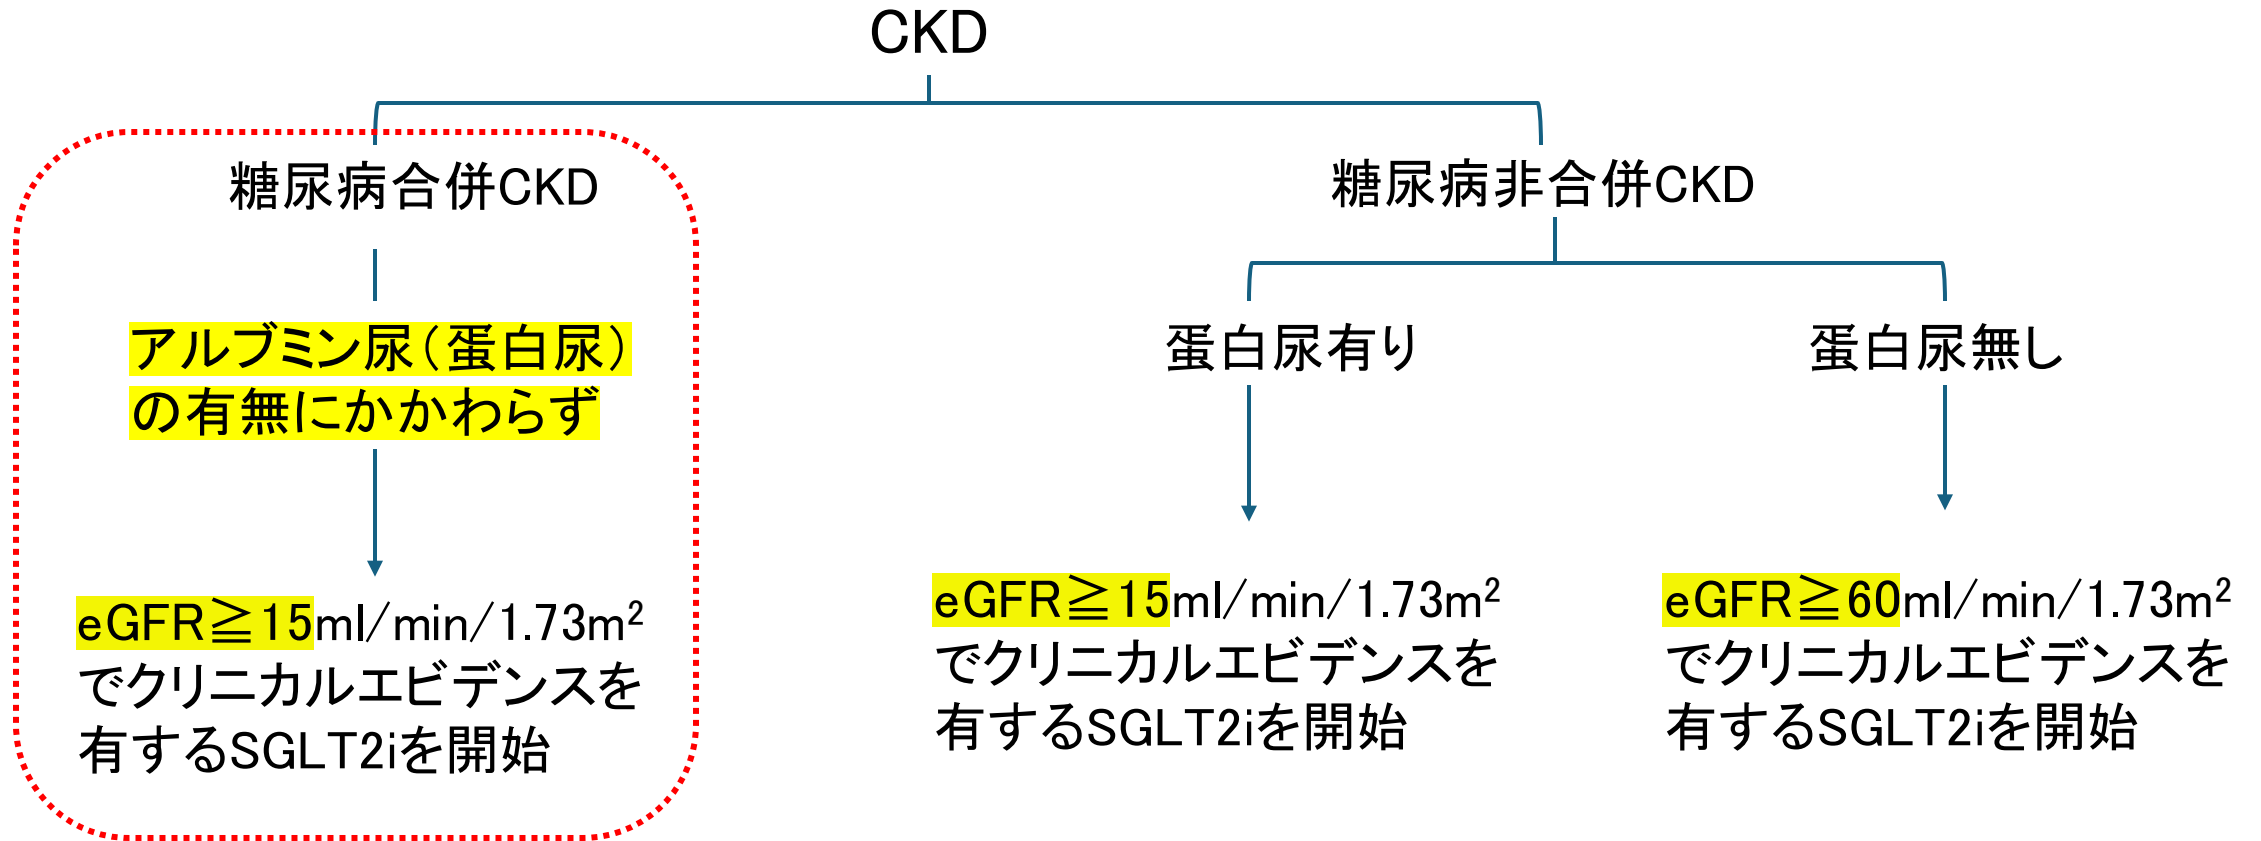 CKD
糖尿病合併CKD
糖尿病非合併CKD
アルブミン尿（蛋白尿）
の有無にかかわらず
蛋白尿有り
蛋白尿無し
eGFR≧15ml/min/1.73m²
でクリニカルエビデンスを
有するSGLT2iを開始
eGFR≧15ml/min/1.73m²
でクリニカルエビデンスを
有するSGLT2iを開始
eGFR≧60ml/min/1.73m²
でクリニカルエビデンスを
有するSGLT2iを開始